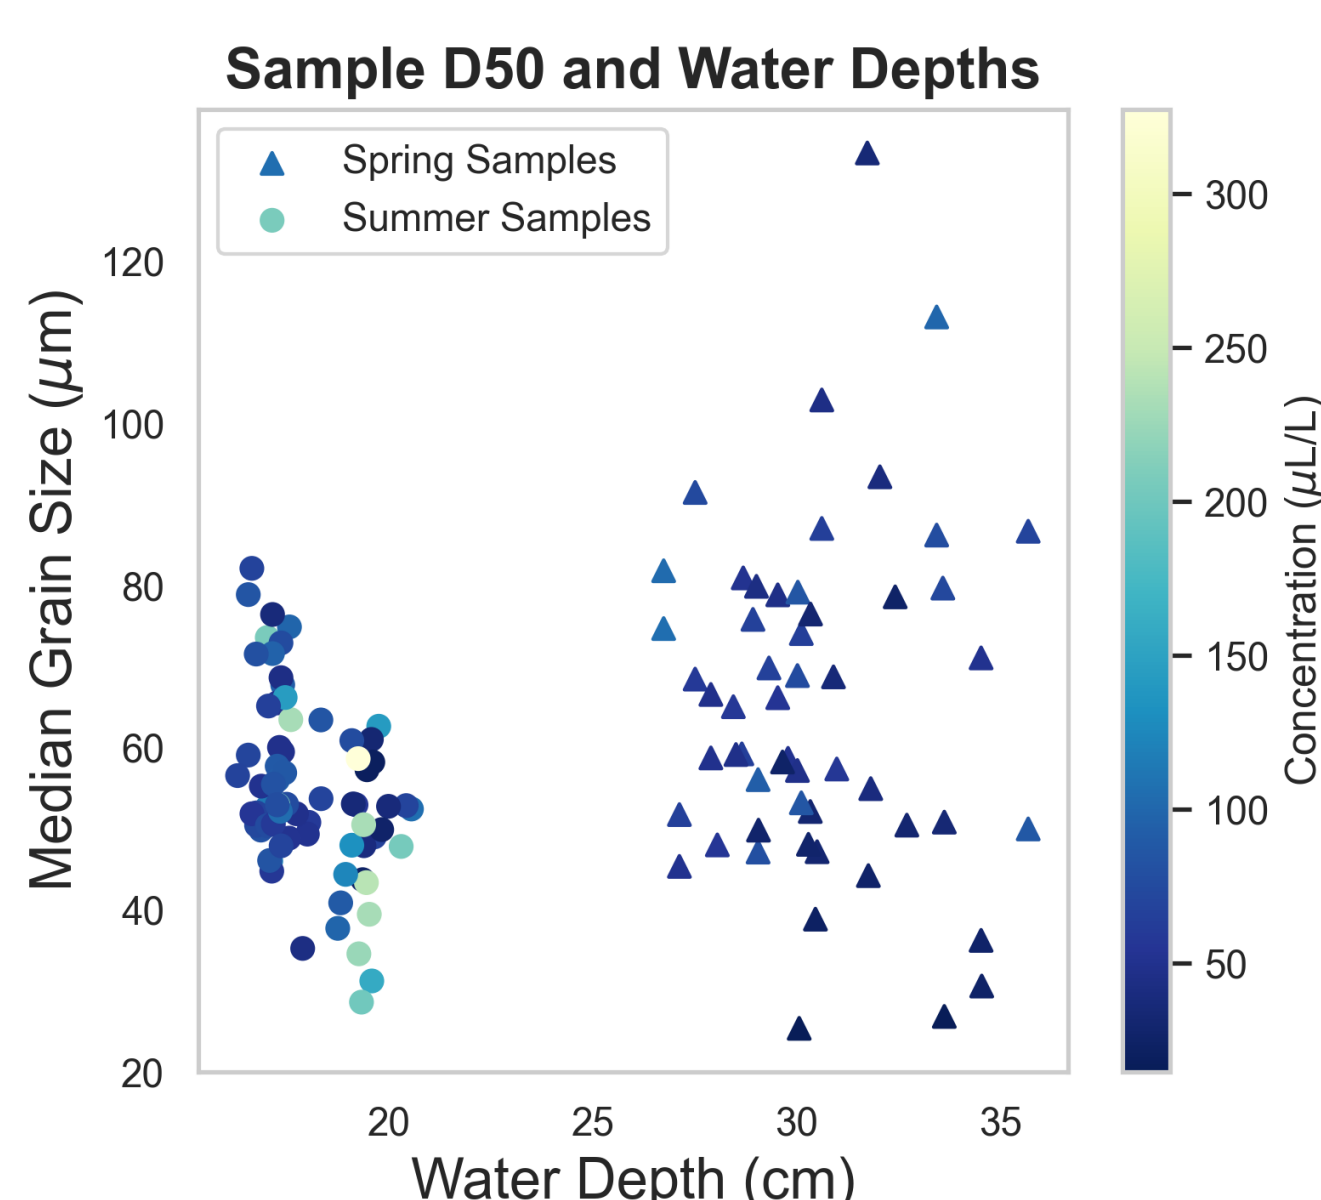 Sample D50 and Water Depths
Spring Samples
Summer Samples
Median Grain Size (μm)
120
100
80
60
40
20
20 25 30 35
Water Depth (cm)
300
250
200
150
100
50
Concentration (μL/L)